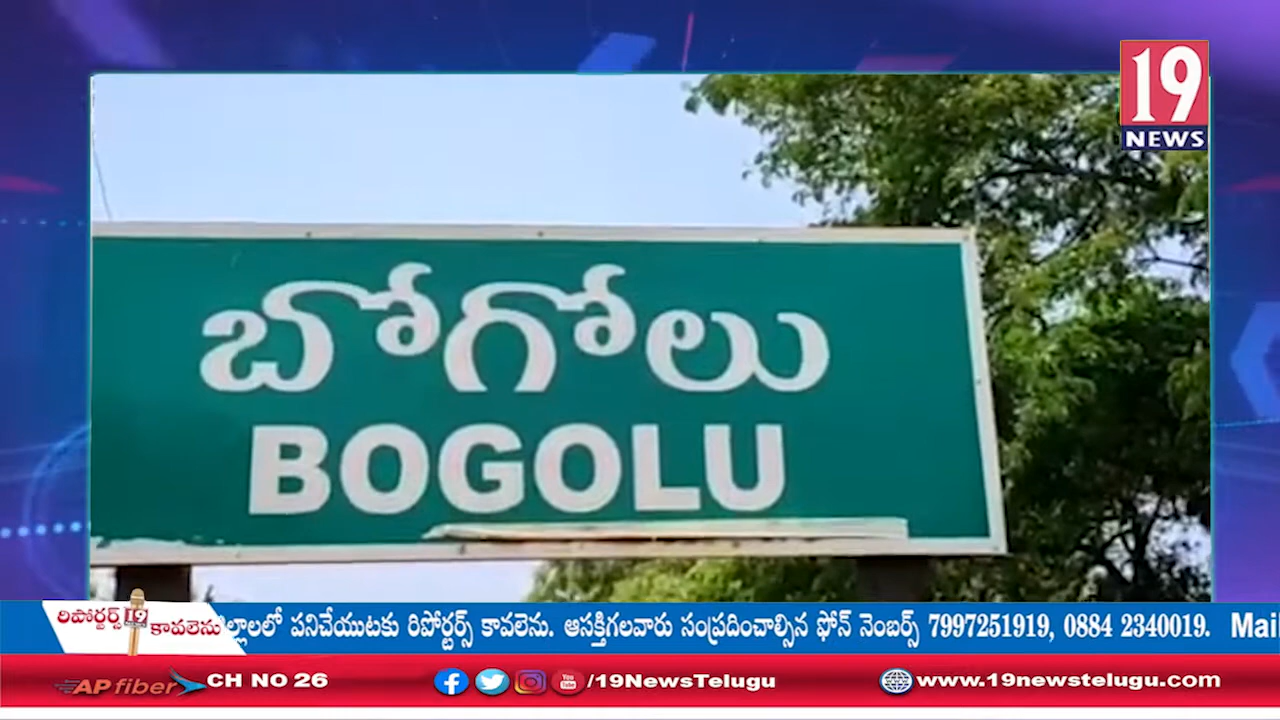 19
NEWS
బోగోలు
BOGOLU
రిపోర్టర్స్ 19
కావలెను
ల్లాలలో పనిచేయుటకు రిపోర్టర్స్ కావలెను. ఆసక్తిగలవారు సంప్రదించాల్సిన ఫోన్ నెంబర్స్ 7997251919, 0884 2340019. Mai
AP fiber CH NO 26
/19NewsTelugu
www.19newstelugu.com